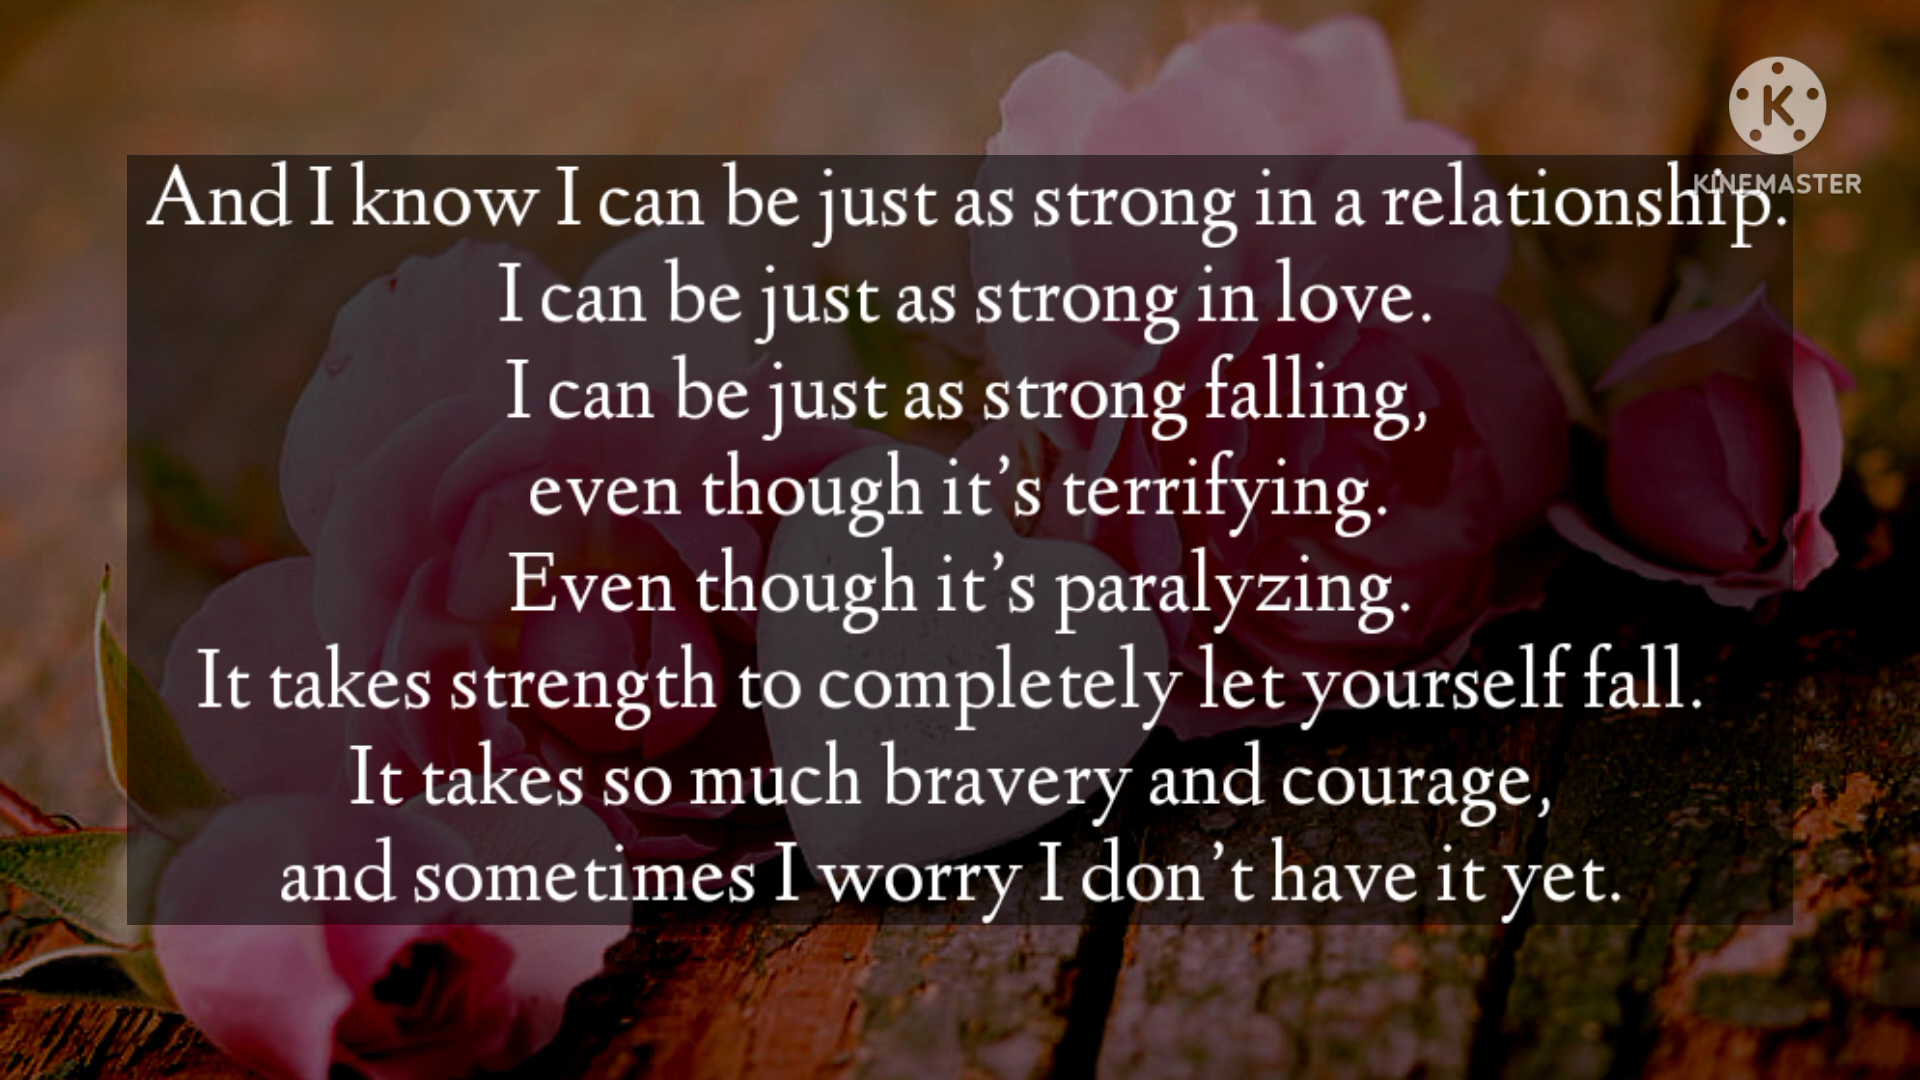 K
KINEMASTER
And I know I can be just as strong in a relationship.
I can be just as strong in love.
I can be just as strong falling,
even though it’s terrifying.
Even though it’s paralyzing.
It takes strength to completely let yourself fall.
It takes so much bravery and courage,
and sometimes I worry I don’t have it yet.